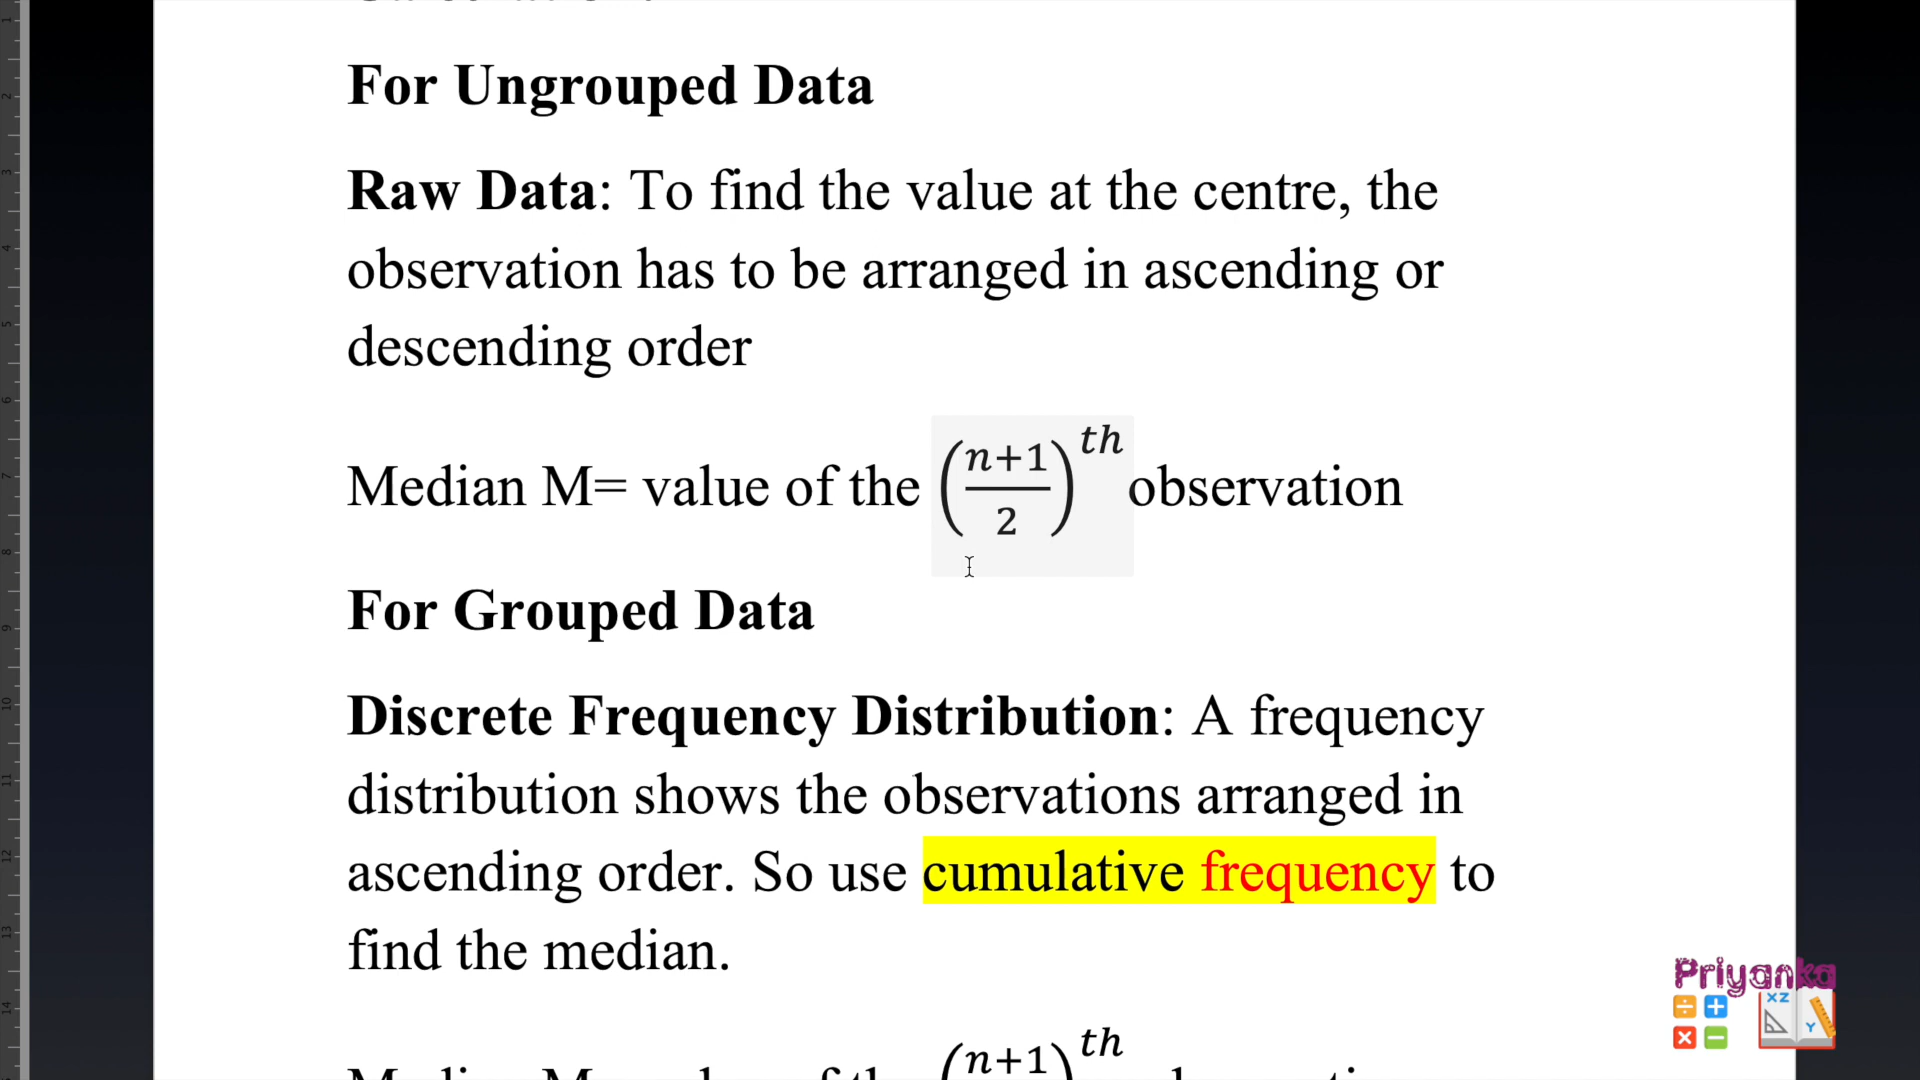 For Ungrouped Data
Raw Data: To find the value at the centre, the
observation has to be arranged in ascending or
descending order
Median M= value of the (n+1/2)^th observation
For Grouped Data
Discrete Frequency Distribution: A frequency
distribution shows the observations arranged in
ascending order. So use cumulative frequency to
find the median.
(n+1) th
Priyanka